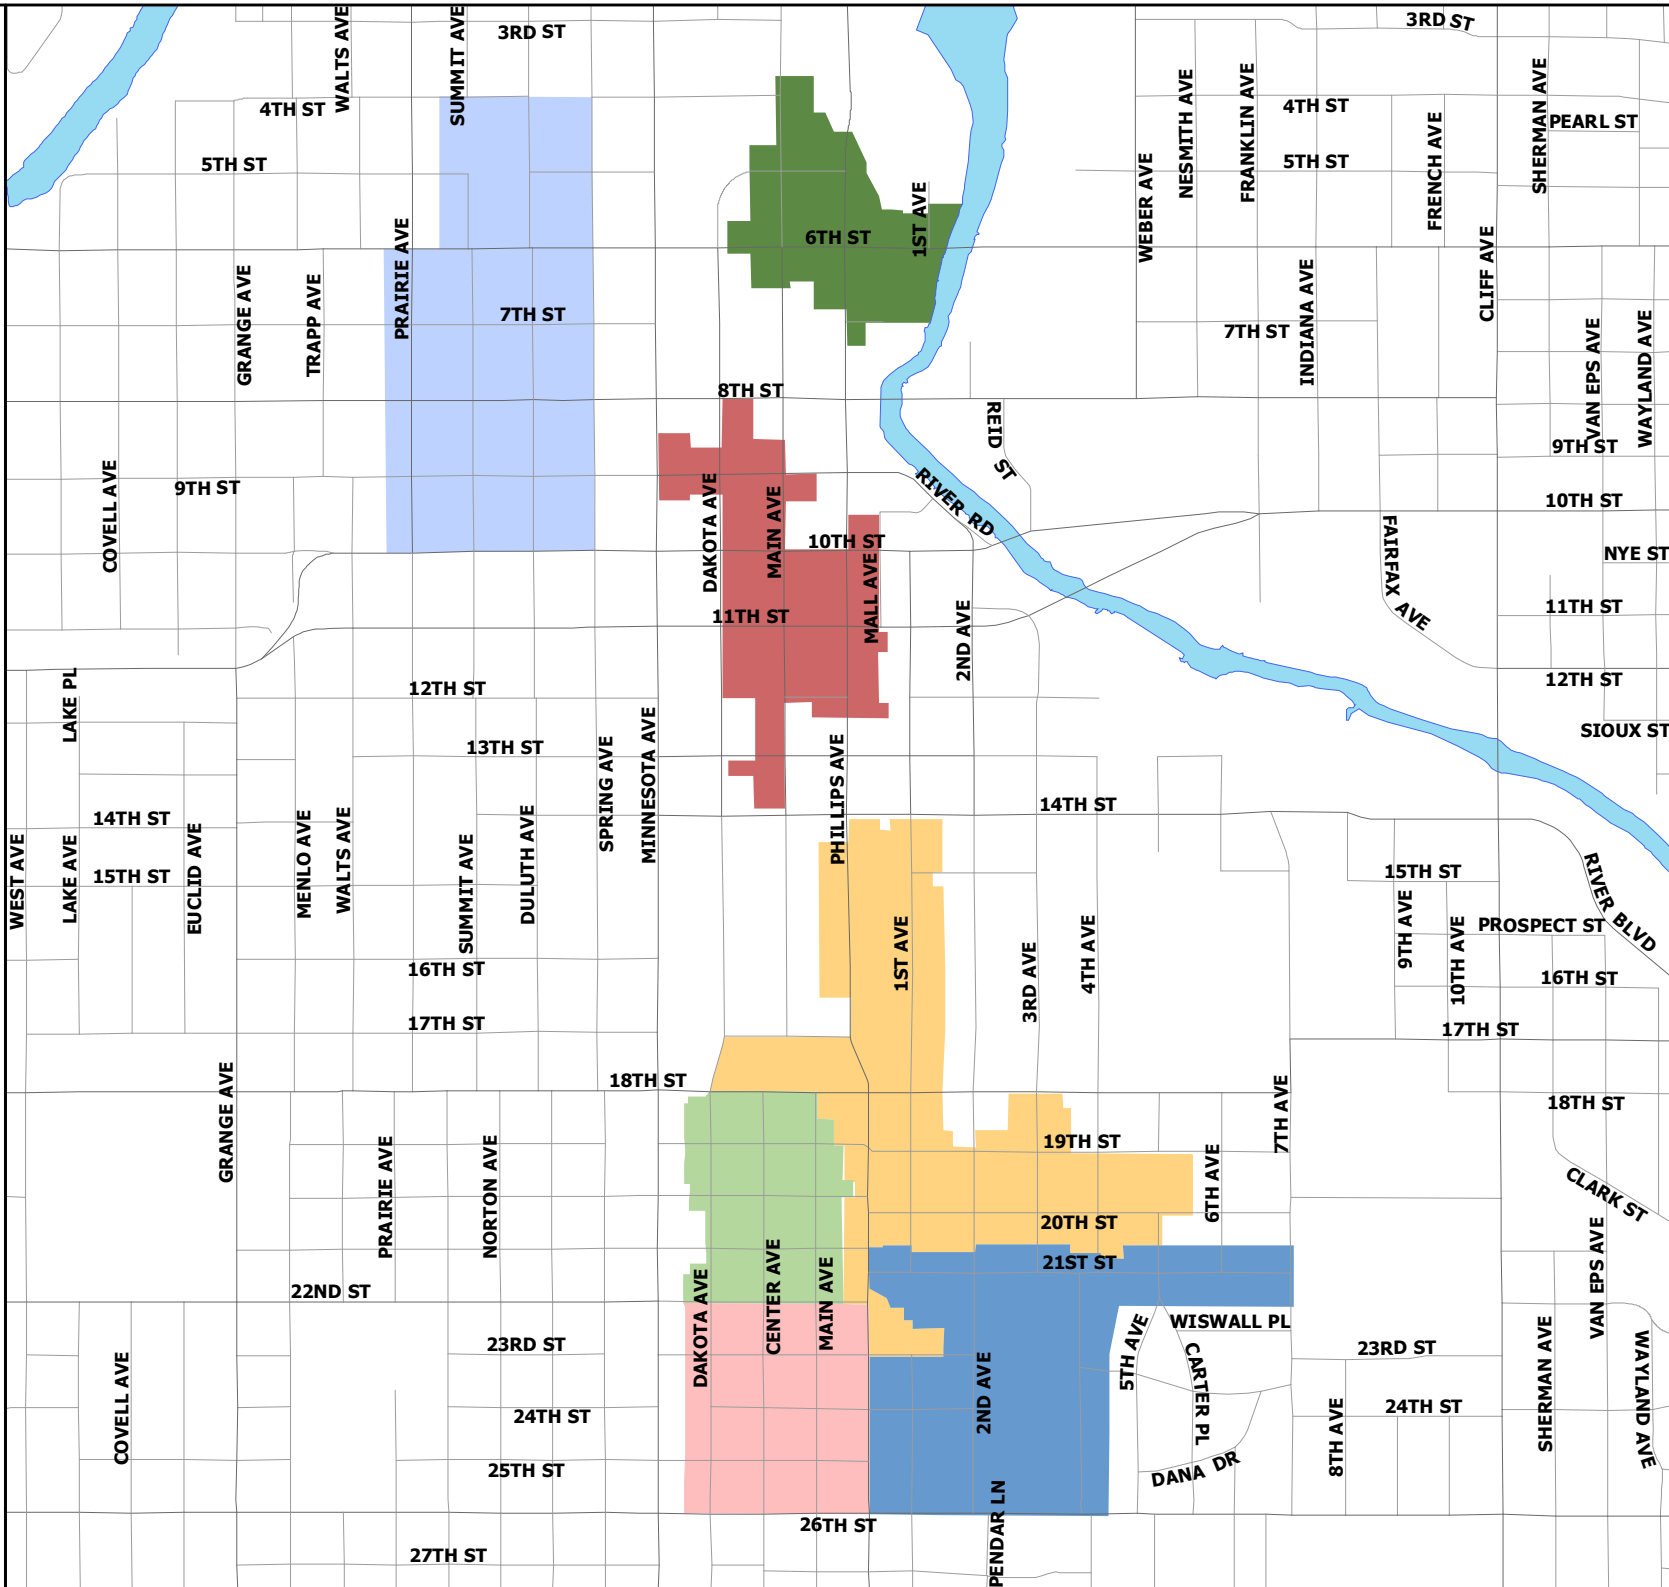 WALTS AVE
SUMMIT AVE
3RD ST
3RD ST
4TH ST
4TH ST
PEARL ST
5TH ST
5TH ST
NESMITH AVE
FRANKLIN AVE
SHERMAN AVE
FRENCH AVE
WEBER AVE
1ST AVE
6TH ST
PRAIRIE AVE
GRANGE AVE
TRAPP AVE
7TH ST
7TH ST
INDIANA AVE
CLIFF AVE
VAN EPS AVE
WAYLAND AVE
8TH ST
REID ST
9TH ST
9TH ST
COVELL AVE
DAKOTA AVE
MAIN AVE
RIVER RD
10TH ST
10TH ST
FAIRFAX AVE
NYE ST
MALL AVE
11TH ST
11TH ST
2ND AVE
LAKE PL
12TH ST
12TH ST
SIOUX ST
13TH ST
SPRING AVE
MINNESOTA AVE
PHILLIPS AVE
14TH ST
14TH ST
WEST AVE
LAKE AVE
15TH ST
EUCLID AVE
MENLO AVE
WALTS AVE
SUMMIT AVE
DULUTH AVE
15TH ST
RIVER BLVD
9TH AVE
10TH AVE
PROSPECT ST
1ST AVE
3RD AVE
4TH AVE
16TH ST
16TH ST
17TH ST
17TH ST
18TH ST
18TH ST
GRANGE AVE
7TH AVE
19TH ST
PRAIRIE AVE
NORTON AVE
6TH AVE
CLARK ST
20TH ST
21ST ST
22ND ST
DAKOTA AVE
CENTER AVE
MAIN AVE
VAN EPS AVE
WISWALL PL
23RD ST
23RD ST
5TH AVE
CARTER PL
SHERMAN AVE
WAYLAND AVE
COVELL AVE
2ND AVE
24TH ST
24TH ST
8TH AVE
25TH ST
DANA DR
26TH ST
PENDAR LN
27TH ST